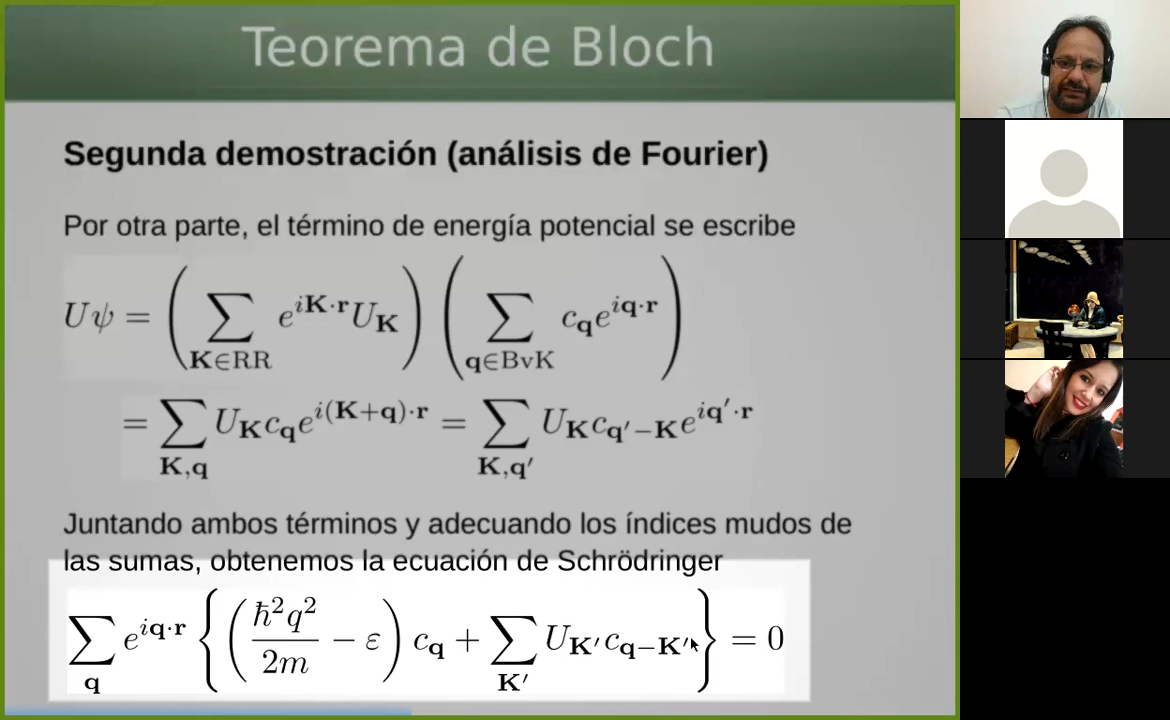 Teorema de Bloch
Segunda demostración (análisis de Fourier)
Por otra parte, el término de energía potencial se escribe
Uψ = ( ∑_{K∈RR} e^{iK·r} U_K ) ( ∑_{q∈BvK} c_q e^{iq·r} )
= ∑_{K,q} U_K c_q e^{i(K+q)·r} = ∑_{K,q′} U_K c_{q′−K} e^{iq′·r}
Juntando ambos términos y adecuando los índices mudos de
las sumas, obtenemos la ecuación de Schrödringer
∑_q e^{iq·r} { ( ħ²q²/2m − ε ) c_q + ∑_{K′} U_{K′} c_{q−K′} } = 0